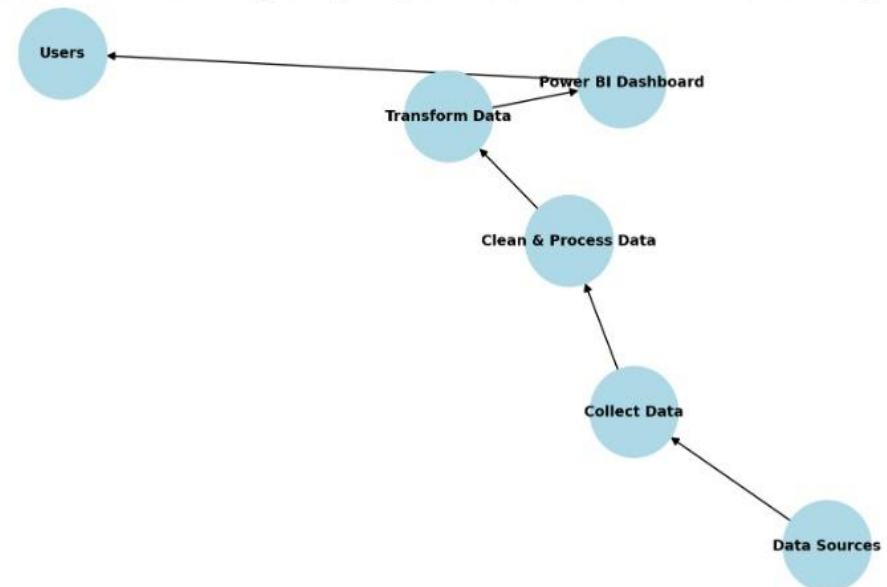 Users
Power BI Dashboard
Transform Data
Clean & Process Data
Collect Data
Data Sources